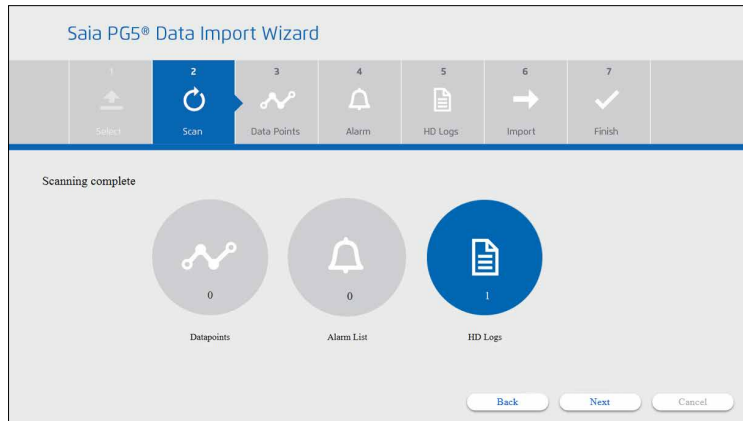 Saia PG5® Data Import Wizard
1 2 3 4 5 6 7
Select Scan Data Points Alarm HD Logs Import Finish
Scanning complete
0 0 1
Datapoints Alarm List HD Logs
Back Next Cancel